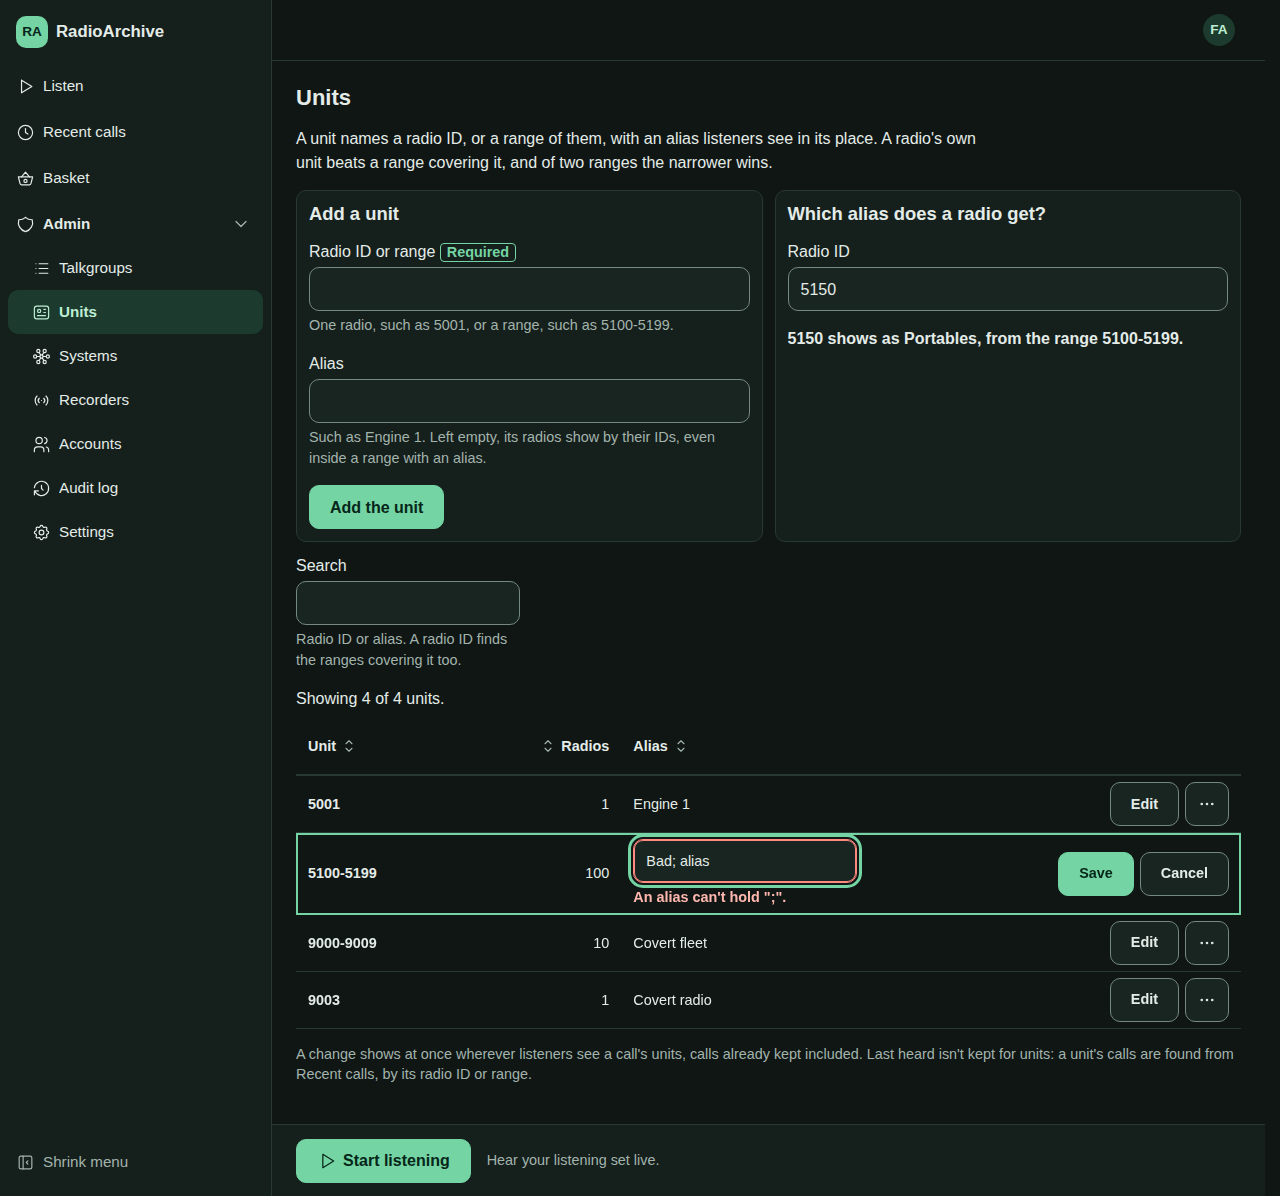 RA RadioArchive
FA
Listen
Recent calls
Basket
Admin
Talkgroups
Units
Systems
Recorders
Accounts
Audit log
Settings
Shrink menu
Units
A unit names a radio ID, or a range of them, with an alias listeners see in its place. A radio's own
unit beats a range covering it, and of two ranges the narrower wins.
Add a unit
Radio ID or range Required
One radio, such as 5001, or a range, such as 5100-5199.
Alias
Such as Engine 1. Left empty, its radios show by their IDs, even
inside a range with an alias.
Add the unit
Which alias does a radio get?
Radio ID
5150
5150 shows as Portables, from the range 5100-5199.
Search
Radio ID or alias. A radio ID finds
the ranges covering it too.
Showing 4 of 4 units.
Unit Radios Alias
5001 1 Engine 1 Edit ...
5100-5199 100 Bad; alias Save Cancel
An alias can't hold ";".
9000-9009 10 Covert fleet Edit ...
9003 1 Covert radio Edit ...
A change shows at once wherever listeners see a call's units, calls already kept included. Last heard isn't kept for units: a unit's calls are found from
Recent calls, by its radio ID or range.
Start listening Hear your listening set live.